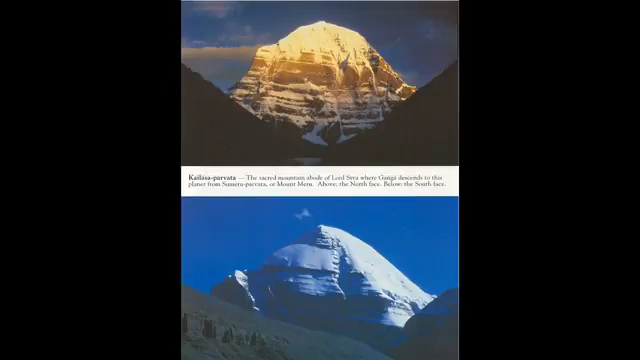 Kailāsa-parvata — The sacred mountain abode of Lord Śiva where Gaṅgā descends to this
planet from Sumeru-parvata, or Mount Meru. Above: the North face. Below: the South face.